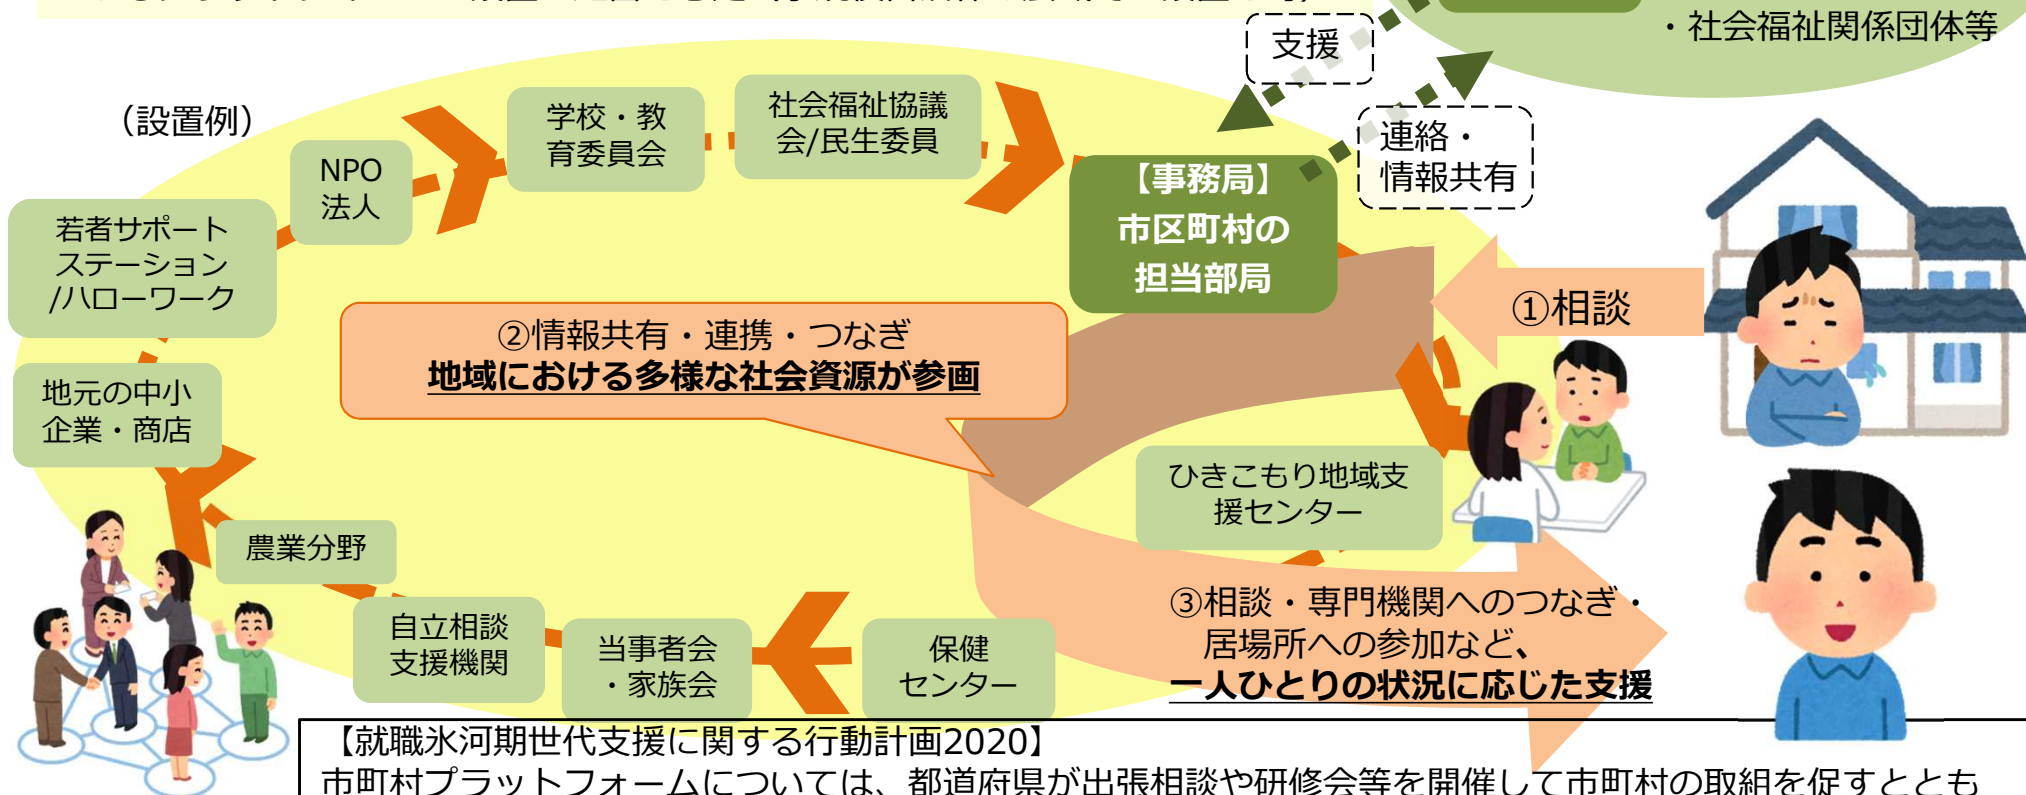 ・社会福祉関係団体等
支援
連絡・
情報共有
(設置例)
NPO
法人
学校・教
育委員会
社会福祉協議
会/民生委員
【事務局】
市区町村の
担当部局
若者サポート
ステーション
/ハローワーク
①相談
②情報共有・連携・つなぎ
地域における多様な社会資源が参画
地元の中小
企業・商店
ひきこもり地域支
援センター
農業分野
自立相談
支援機関
当事者会
・家族会
保健
センター
③相談・専門機関へのつなぎ・
居場所への参加など、
一人ひとりの状況に応じた支援
【就職氷河期世代支援に関する行動計画2020】
市町村プラットフォームについては、都道府県が出張相談や研修会等を開催して市町村の取組を促すととも